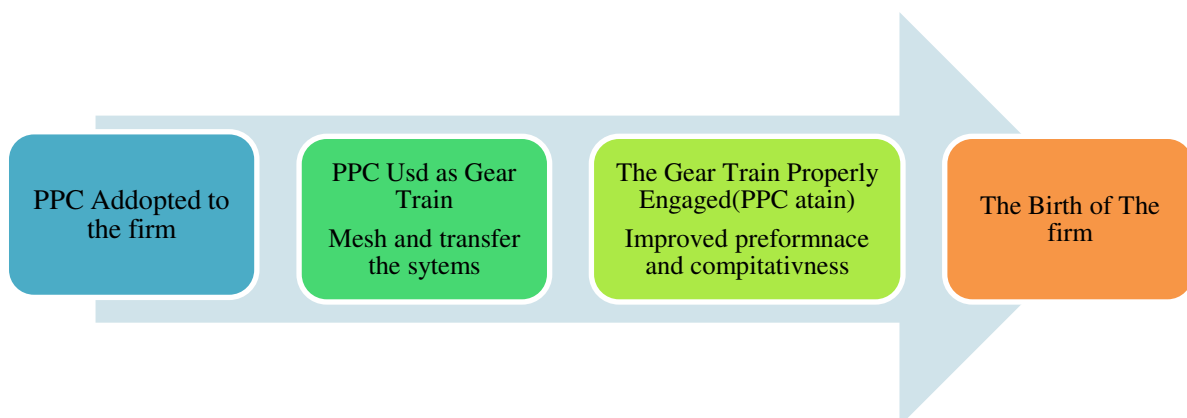 PPC Addopted to
the firm
PPC Usd as Gear
Train
Mesh and transfer
the sytems
The Gear Train Properly
Engaged(PPC atain)
Improved preformnace
and compitativness
The Birth of The
firm